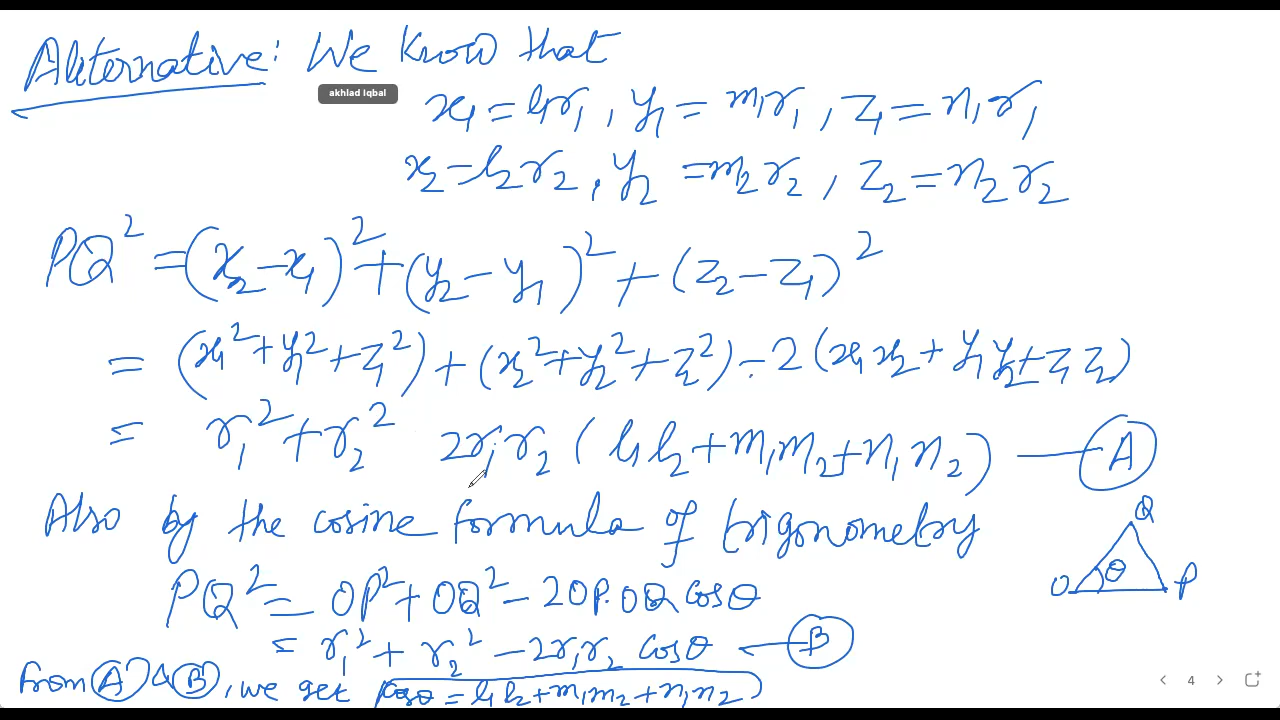 Alternative: We know that
akhlad Iqbal
x₁ = l₁r₁, y₁ = m₁r₁, z₁ = n₁r₁
x₂ = l₂r₂, y₂ = m₂r₂, z₂ = n₂r₂
PQ² = (x₂ - x₁)² + (y₂ - y₁)² + (z₂ - z₁)²
= (x₁² + y₁² + z₁²) + (x₂² + y₂² + z₂²) - 2(x₁x₂ + y₁y₂ + z₁z₂)
= r₁² + r₂² 2r₁r₂(l₁l₂ + m₁m₂ + n₁n₂) — A
Also by the cosine formula of trigonometry
Q
O θ P
PQ² = OP² + OQ² - 2OP.OQ cosθ
= r₁² + r₂² - 2r₁r₂ cosθ — B
From A & B, we get cosθ = l₁l₂ + m₁m₂ + n₁n₂
4